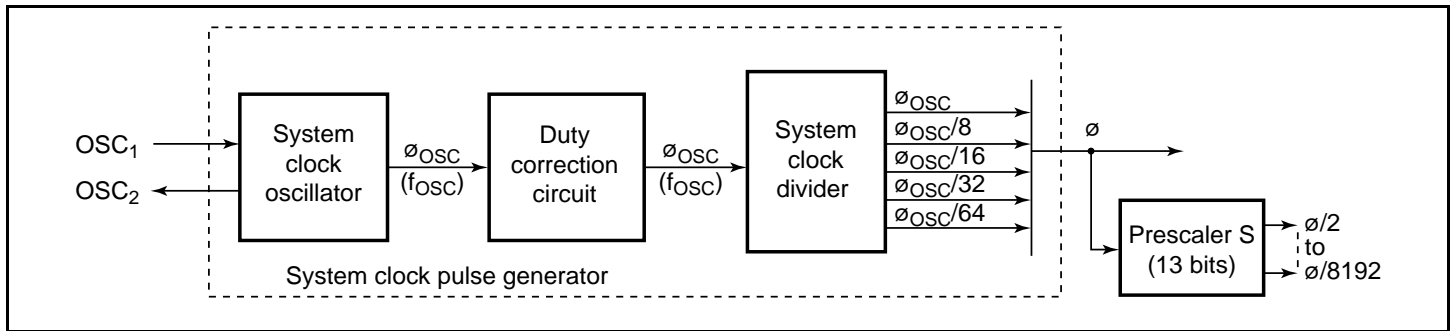 OSC1
OSC2
System
clock
oscillator
øOSC
(fOSC)
Duty
correction
circuit
øOSC
(fOSC)
System
clock
divider
øOSC
øOSC/8
øOSC/16
øOSC/32
øOSC/64
ø
Prescaler S
(13 bits)
ø/2
to
ø/8192
System clock pulse generator